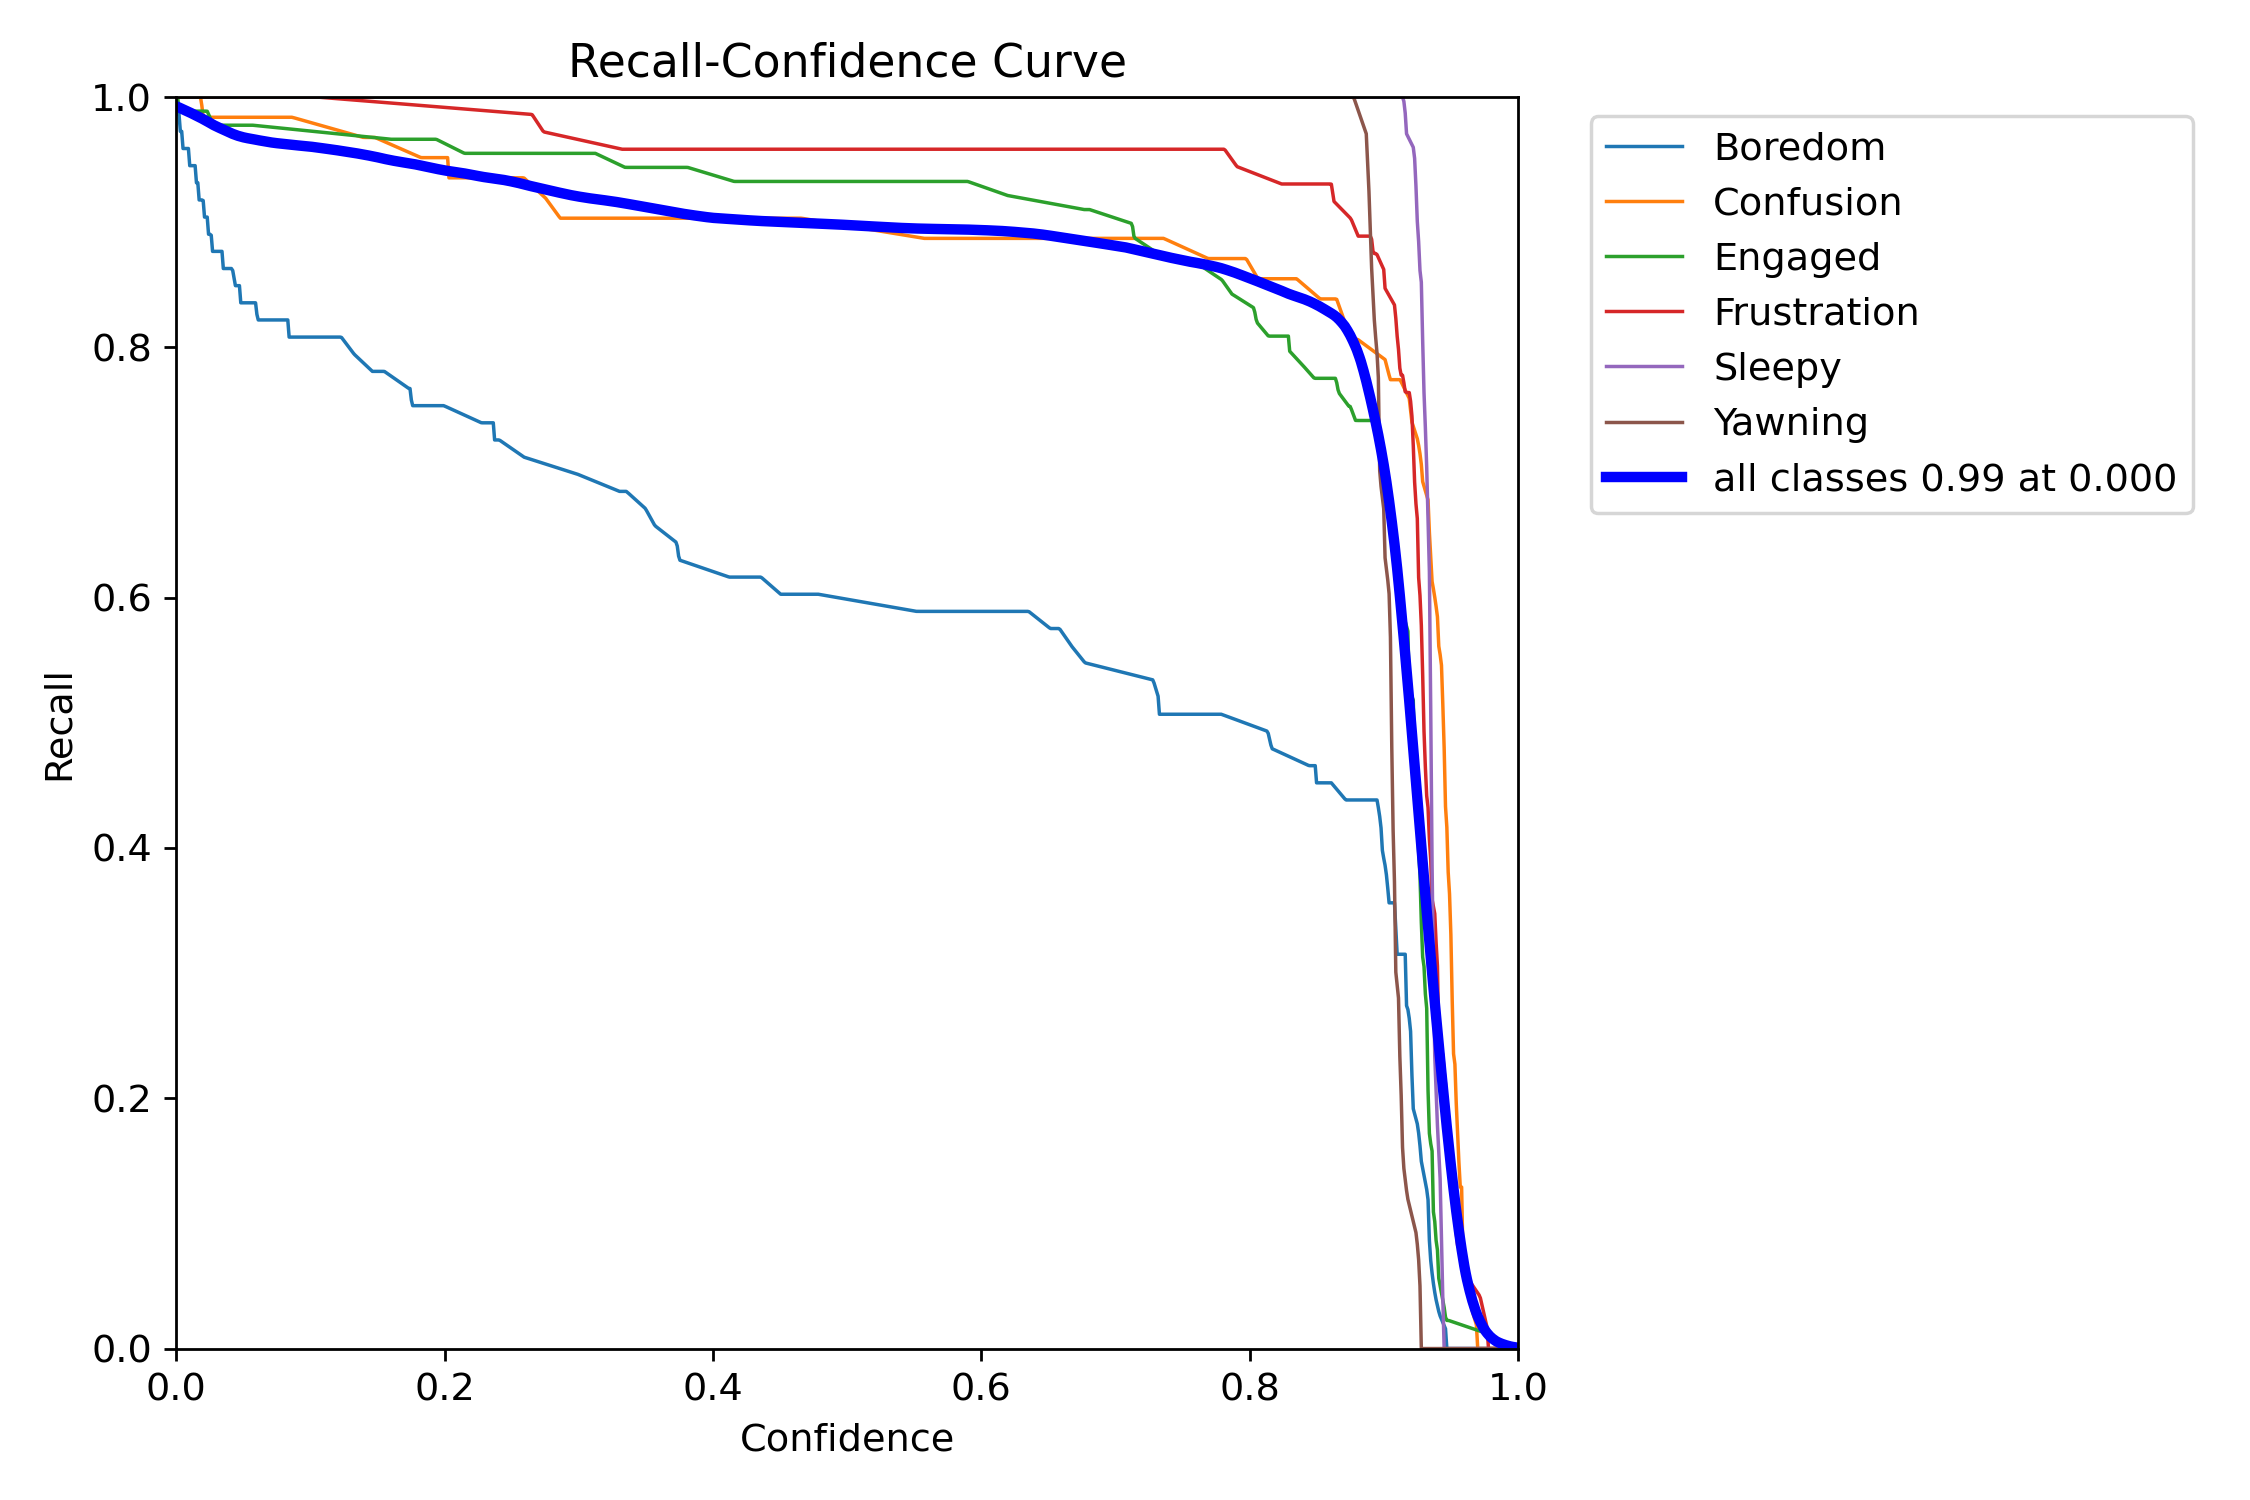 Recall-Confidence Curve
1.0
0.8
0.6
0.4
0.2
0.0
Recall
0.0 0.2 0.4 0.6 0.8 1.0
Confidence
Boredom
Confusion
Engaged
Frustration
Sleepy
Yawning
all classes 0.99 at 0.000